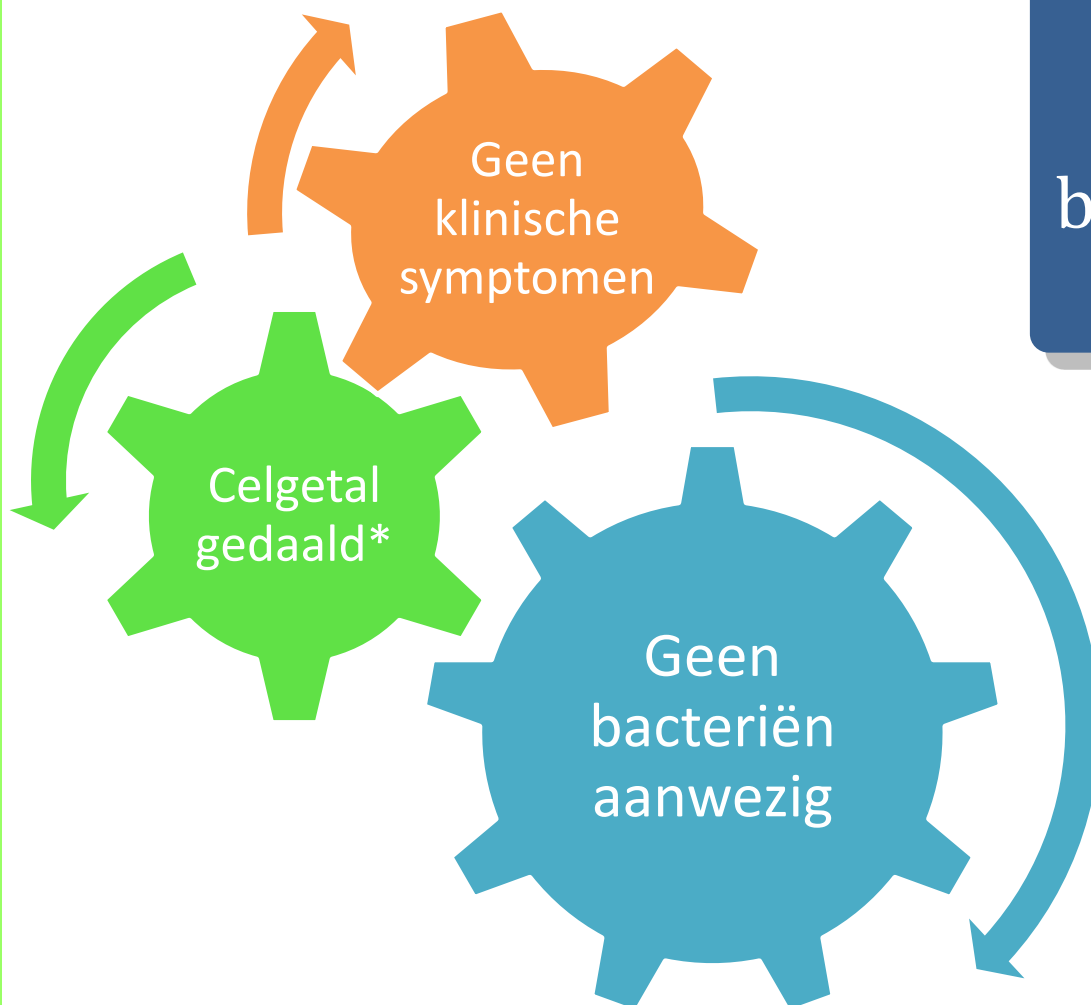 Geen
klinische
symptomen
Celgetal
gedaald*
Geen
bacteriën
aanwezig